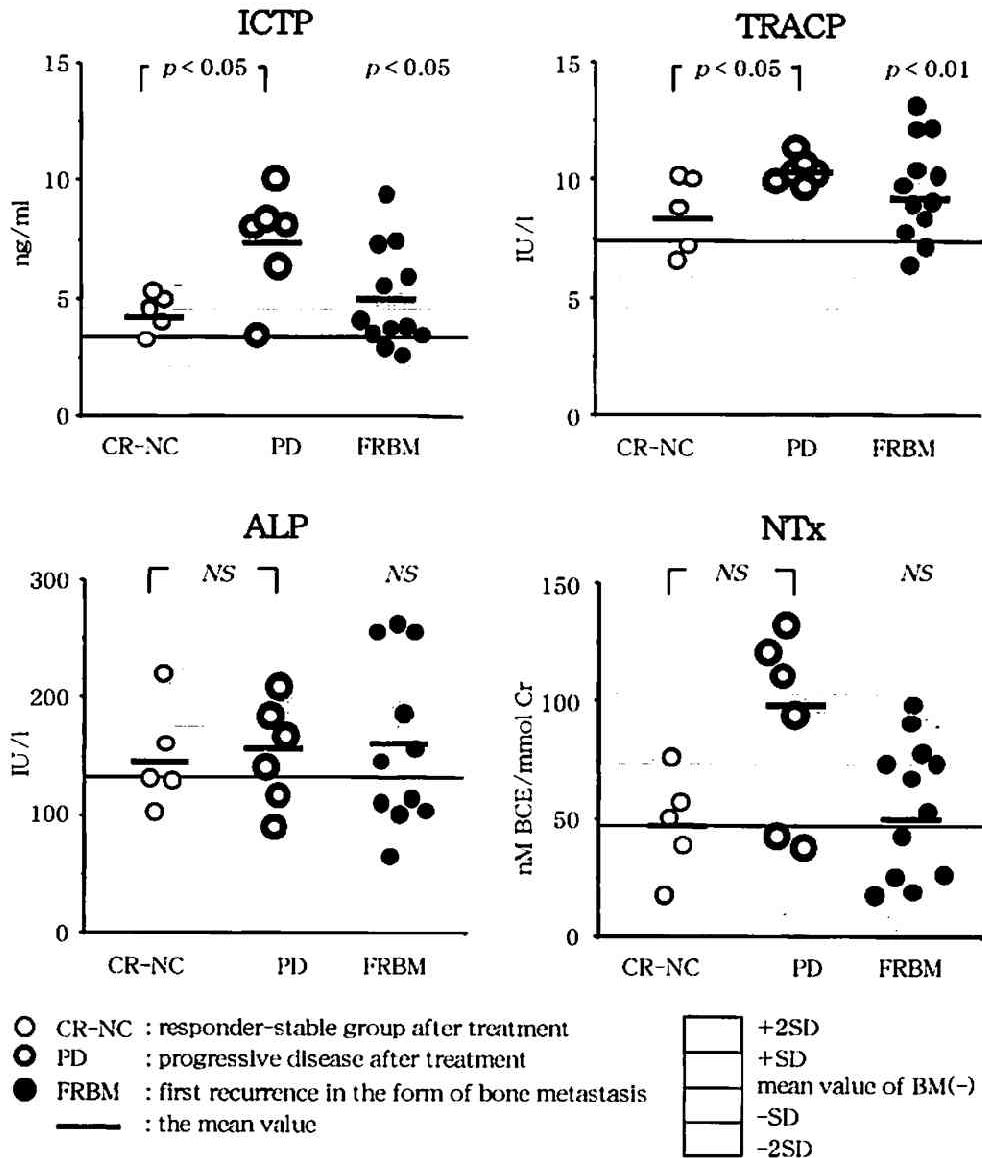 ICTP
p < 0.05
p < 0.05
15
10
5
0
ng/ml
CR-NC PD FRBM
TRACP
p < 0.05
p < 0.01
15
10
5
0
IU/l
CR-NC PD FRBM
ALP
NS
NS
300
200
100
0
IU/l
CR-NC PD FRBM
NTx
NS
NS
150
100
50
0
nM BCE/mmol Cr
CR-NC PD FRBM
CR-NC : responder-stable group after treatment
PD : progressive disease after treatment
FRBM : first recurrence in the form of bone metastasis
: the mean value
+2SD
+SD
mean value of BM(-)
-SD
-2SD